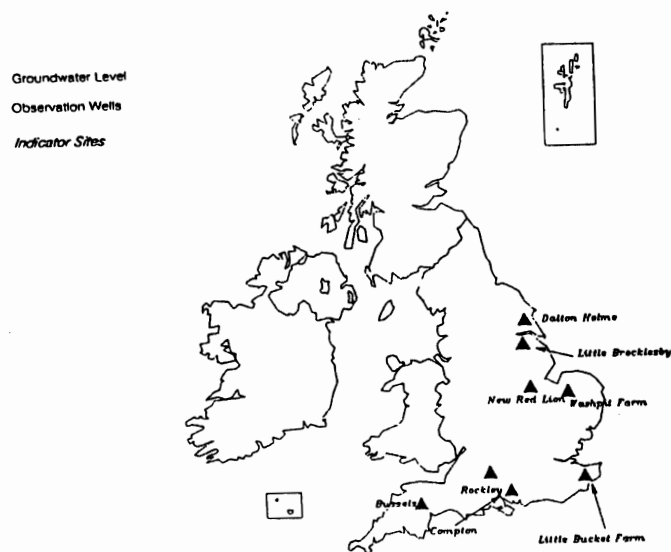 Groundwater Level
Observation Wells
Indicator Sites
Dalton Holme
Little Brocklesby
New Red Lion
Washpit Farm
Rockley
Bussels
Compton
Little Bucket Farm